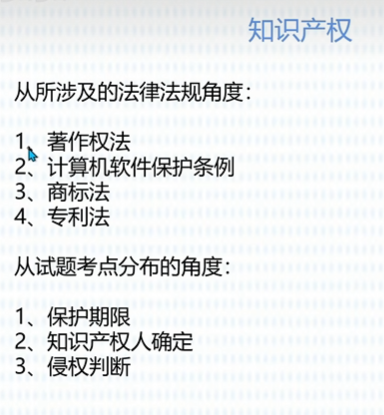 知识产权
从所涉及的法律法规角度：
1、著作权法
2、计算机软件保护条例
3、商标法
4、专利法
从试题考点分布的角度：
1、保护期限
2、知识产权人确定
3、侵权判断